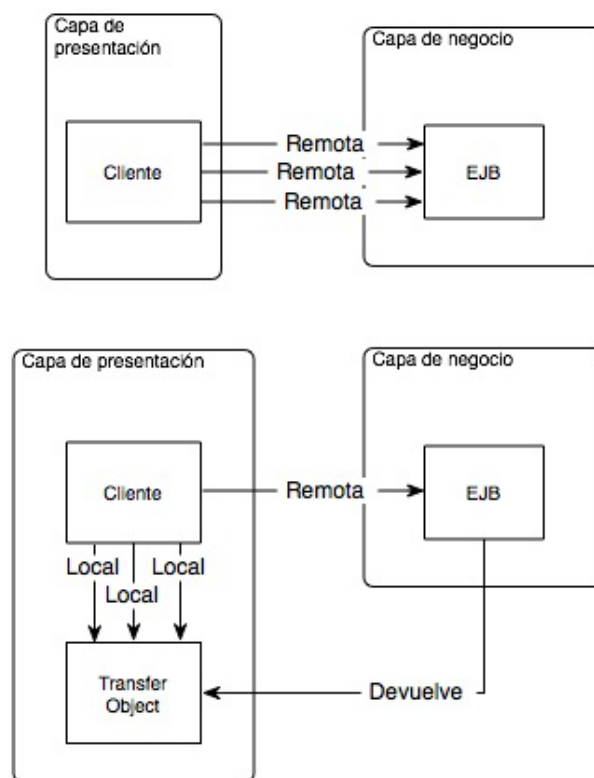 Capa de
presentación
Capa de negocio
Cliente
Remota
Remota
Remota
EJB
Capa de presentación
Capa de negocio
Cliente
Remota
EJB
Local
Local
Local
Transfer
Object
Devuelve